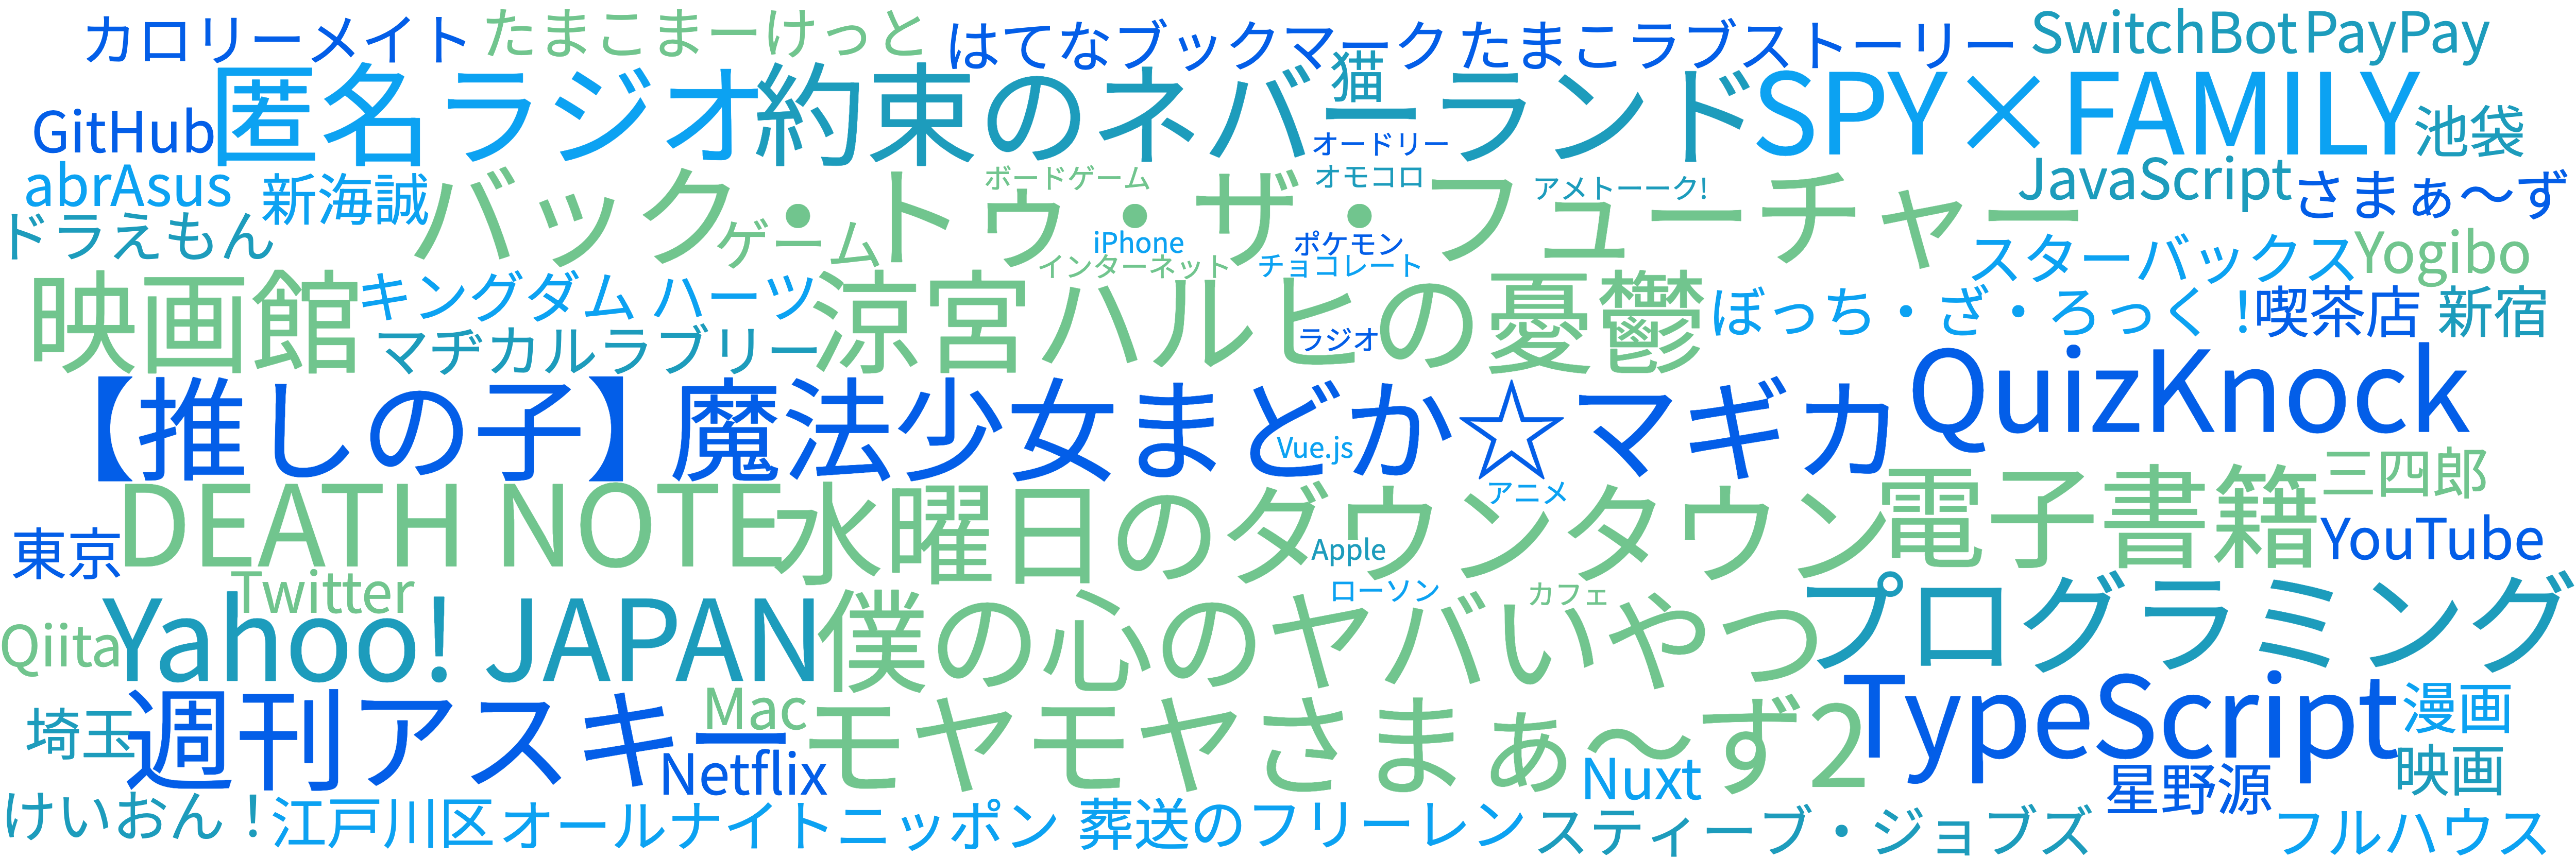 カロリーメイト たまこまーけっと はてなブックマーク たまこラブストーリー SwitchBot PayPay
猫
GitHub 匿名ラジオ 約束のネバーランド SPY×FAMILY 池袋
オードリー
abrAsus 新海誠 バック・トゥ・ザ・フューチャー JavaScript さまぁ〜ず
ボードゲーム オモコロ アメトーーク!
ドラえもん ゲーム iPhone ポケモン スターバックス Yogibo
インターネット チョコレート
映画館 キングダム ハーツ 涼宮ハルヒの憂鬱 ぼっち・ざ・ろっく! 喫茶店 新宿
マヂカルラブリー ラジオ
【推しの子】 魔法少女まどか☆マギカ QuizKnock
Vue.js
DEATH NOTE 水曜日のダウンタウン 電子書籍 三四郎
アニメ
東京 Apple YouTube
Twitter ローソン カフェ
Qiita Yahoo! JAPAN 僕の心のヤバいやつ プログラミング
埼玉 週刊アスキー Mac モヤモヤさまぁ〜ず2 TypeScript 漫画
Netflix Nuxt 星野源 映画
けいおん! 江戸川区 オールナイトニッポン 葬送のフリーレン スティーブ・ジョブズ フルハウス